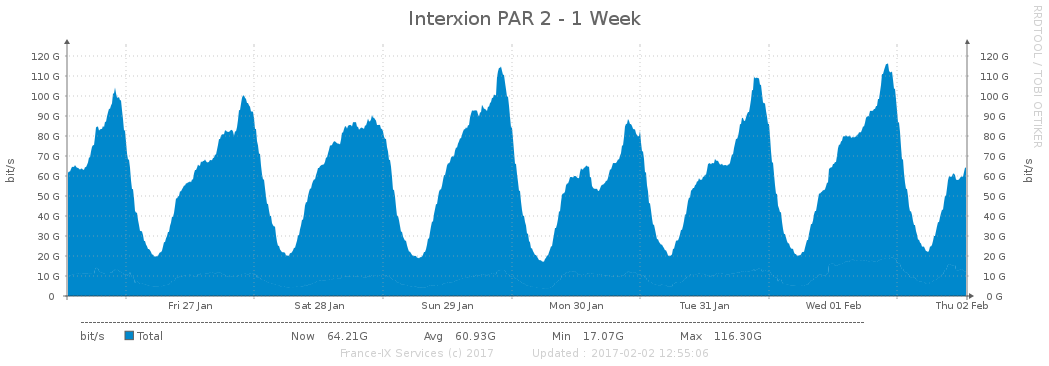 Interxion PAR 2 - 1 Week
RRDTOOL / TOBI OETIKER
bit/s
120 G
110 G
100 G
90 G
80 G
70 G
60 G
50 G
40 G
30 G
20 G
10 G
0
120 G
110 G
100 G
90 G
80 G
70 G
60 G
50 G
40 G
30 G
20 G
10 G
0 G
bit/s
Fri 27 Jan Sat 28 Jan Sun 29 Jan Mon 30 Jan Tue 31 Jan Wed 01 Feb Thu 02 Feb
bit/s Total Now 64.21G Avg 60.93G Min 17.07G Max 116.30G
France-IX Services (c) 2017 Updated : 2017-02-02 12:55:06